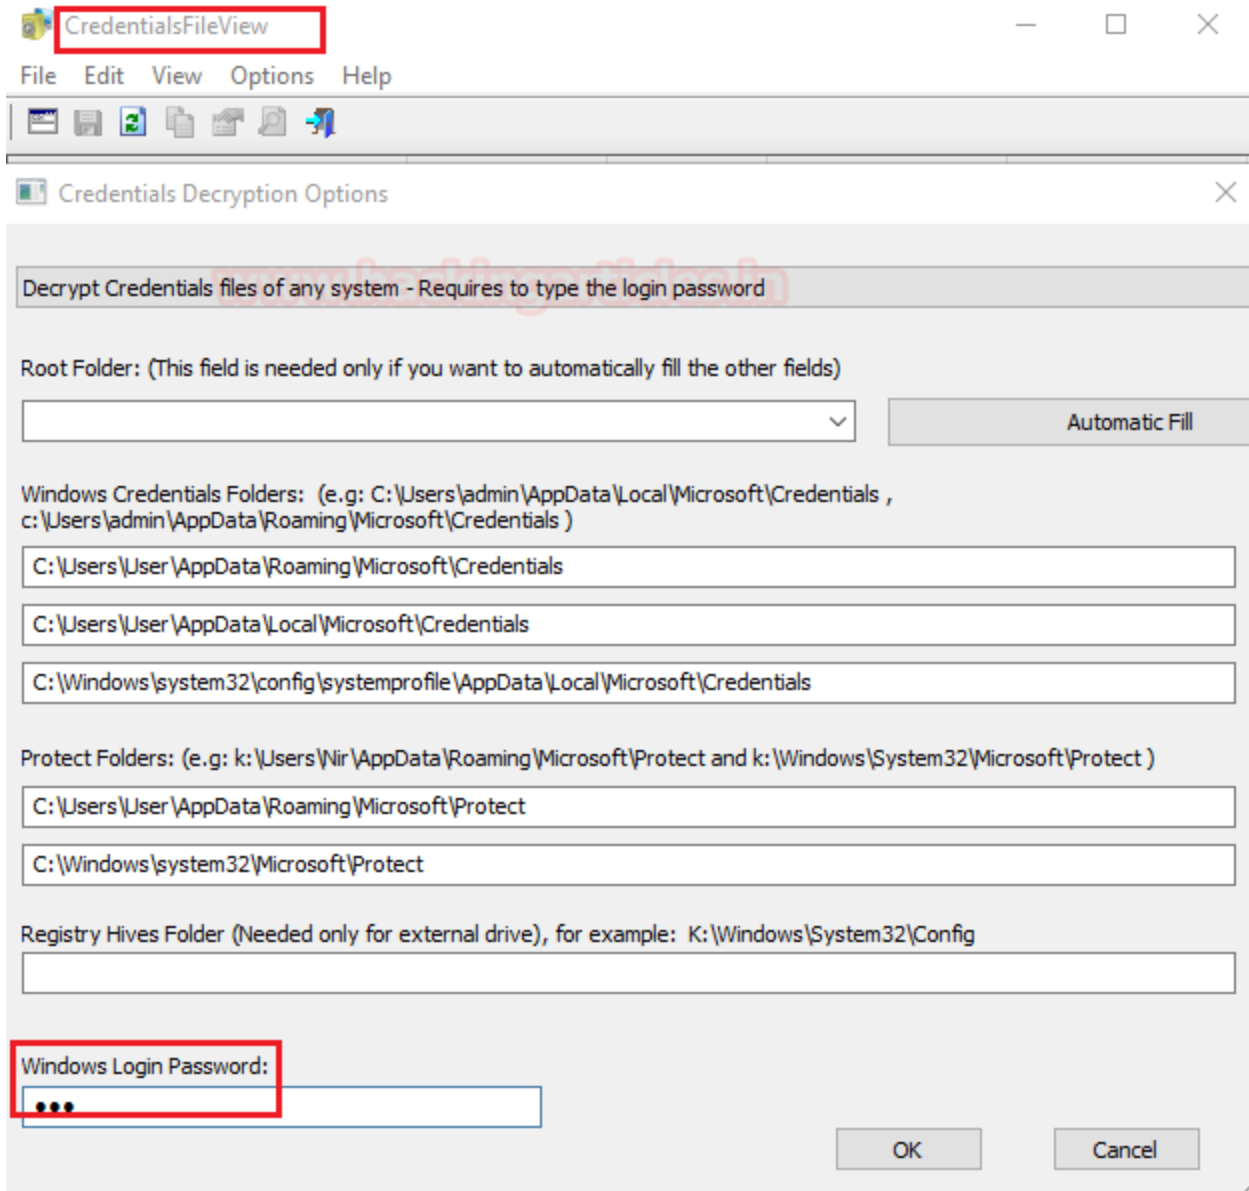 CredentialsFileView
File Edit View Options Help
Credentials Decryption Options
www.hackingarticles.in
Decrypt Credentials files of any system - Requires to type the login password
Root Folder: (This field is needed only if you want to automatically fill the other fields)
Automatic Fill
Windows Credentials Folders:  (e.g: C:\Users\admin\AppData\Local\Microsoft\Credentials ,
c:\Users\admin\AppData\Roaming\Microsoft\Credentials )
C:\Users\User\AppData\Roaming\Microsoft\Credentials
C:\Users\User\AppData\Local\Microsoft\Credentials
C:\Windows\system32\config\systemprofile\AppData\Local\Microsoft\Credentials
Protect Folders: (e.g: k:\Users\Nir\AppData\Roaming\Microsoft\Protect and k:\Windows\System32\Microsoft\Protect )
C:\Users\User\AppData\Roaming\Microsoft\Protect
C:\Windows\system32\Microsoft\Protect
Registry Hives Folder (Needed only for external drive), for example:  K:\Windows\System32\Config
Windows Login Password:
●●●
OK Cancel